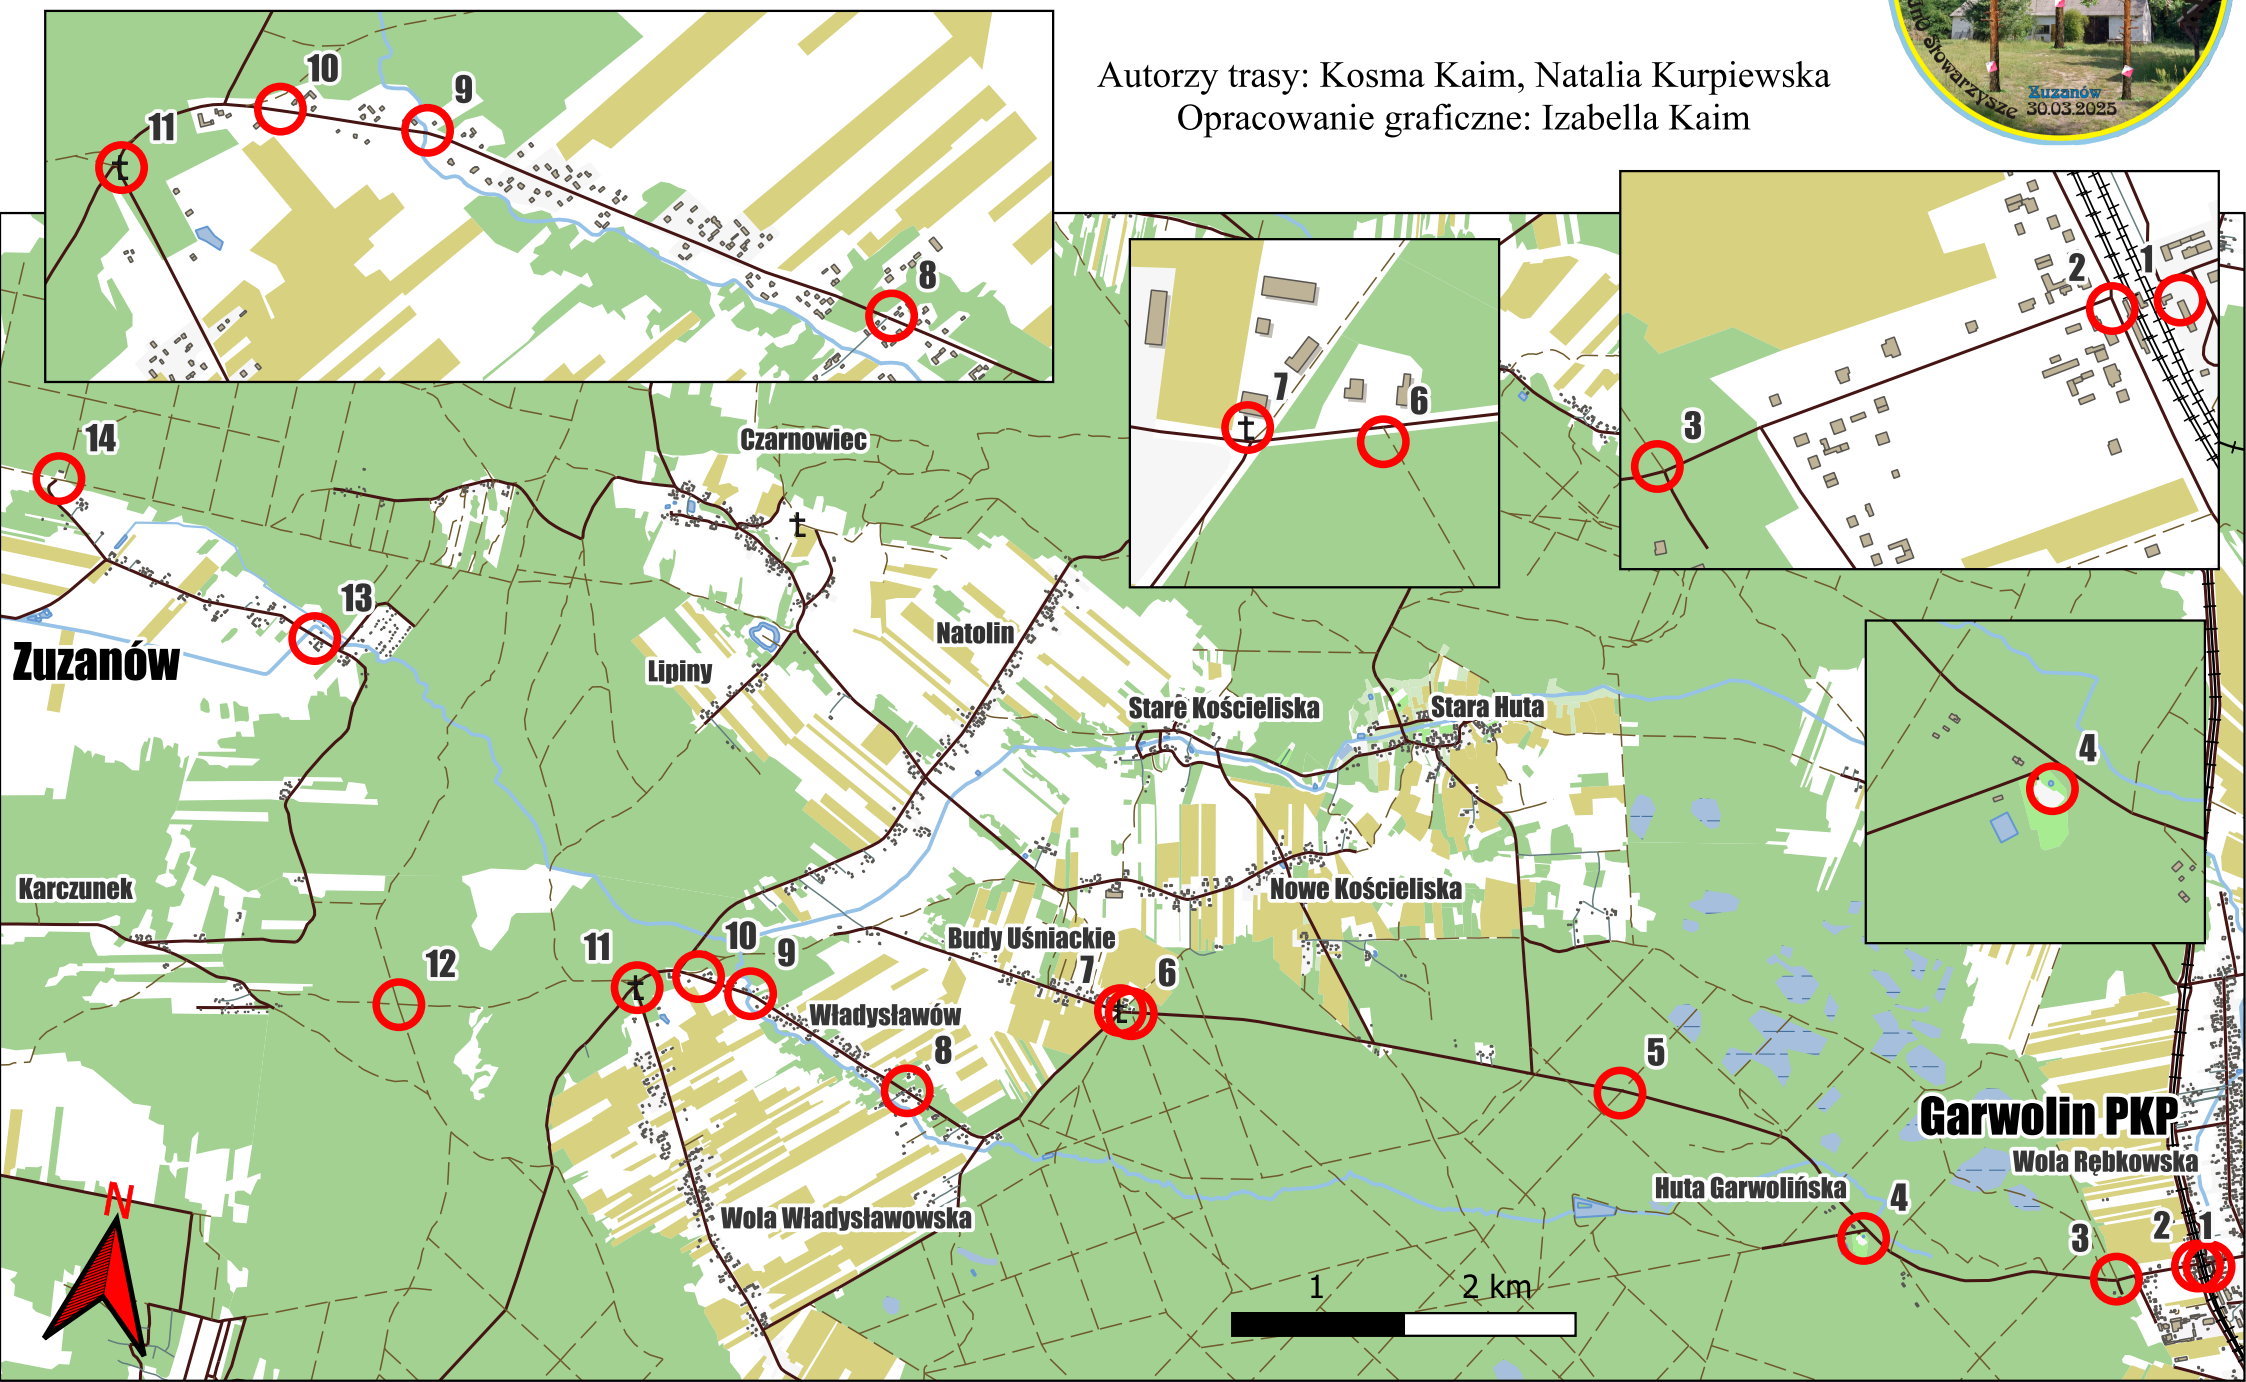 Autorzy trasy: Kosma Kaim, Natalia Kurpiewska
Opracowanie graficzne: Izabella Kaim
Stowarzysze
Zuzanów
30.03.2025
10
9
11
8
2
1
3
7
6
14
Czarnowiec
13
Zuzanów
Natolin
Lipiny
Stare Kościeliska
Stara Huta
4
Karczunek
Nowe Kościeliska
12
11
10
9
Budy Uśniackie
7
6
Władysławów
8
5
Garwolin PKP
Wola Rębkowska
Huta Garwolińska
4
N
Wola Władysławowska
3
2
1
1
2 km